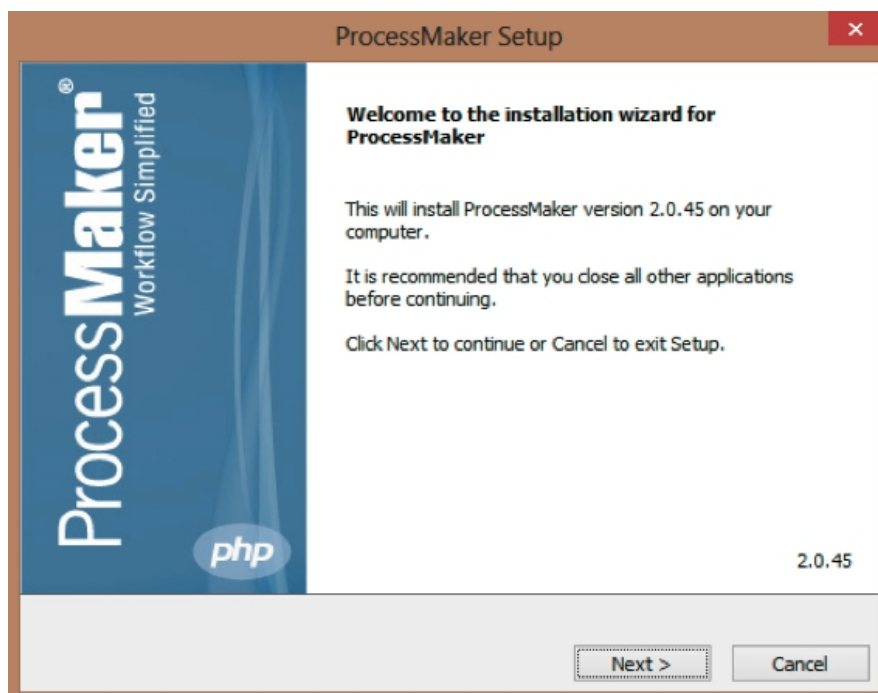 ProcessMaker Setup
×
ProcessMaker®
Workflow Simplified
php
Welcome to the installation wizard for
ProcessMaker
This will install ProcessMaker version 2.0.45 on your
computer.
It is recommended that you close all other applications
before continuing.
Click Next to continue or Cancel to exit Setup.
2.0.45
Next >
Cancel